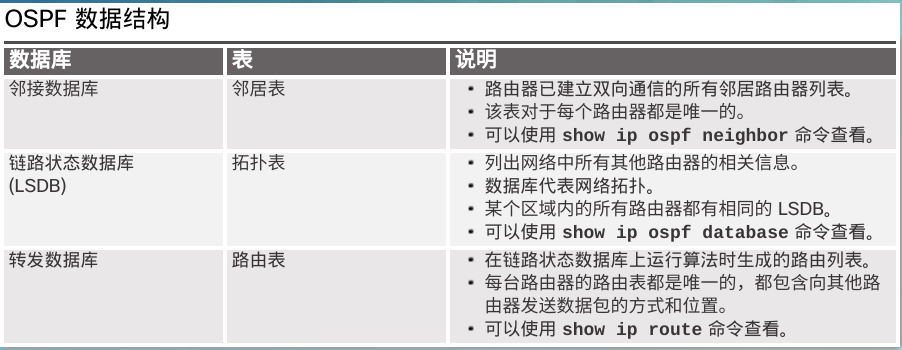 OSPF 数据结构
数据库 表 说明
邻接数据库 邻居表
• 路由器已建立双向通信的所有邻居路由器列表。
• 该表对于每个路由器都是唯一的。
• 可以使用 show ip ospf neighbor 命令查看。
链路状态数据库
(LSDB)
拓扑表
• 列出网络中所有其他路由器的相关信息。
• 数据库代表网络拓扑。
• 某个区域内的所有路由器都有相同的 LSDB。
• 可以使用 show ip ospf database 命令查看。
转发数据库 路由表
• 在链路状态数据库上运行算法时生成的路由列表。
• 每台路由器的路由表都是唯一的，都包含向其他路
由器发送数据包的方式和位置。
• 可以使用 show ip route 命令查看。